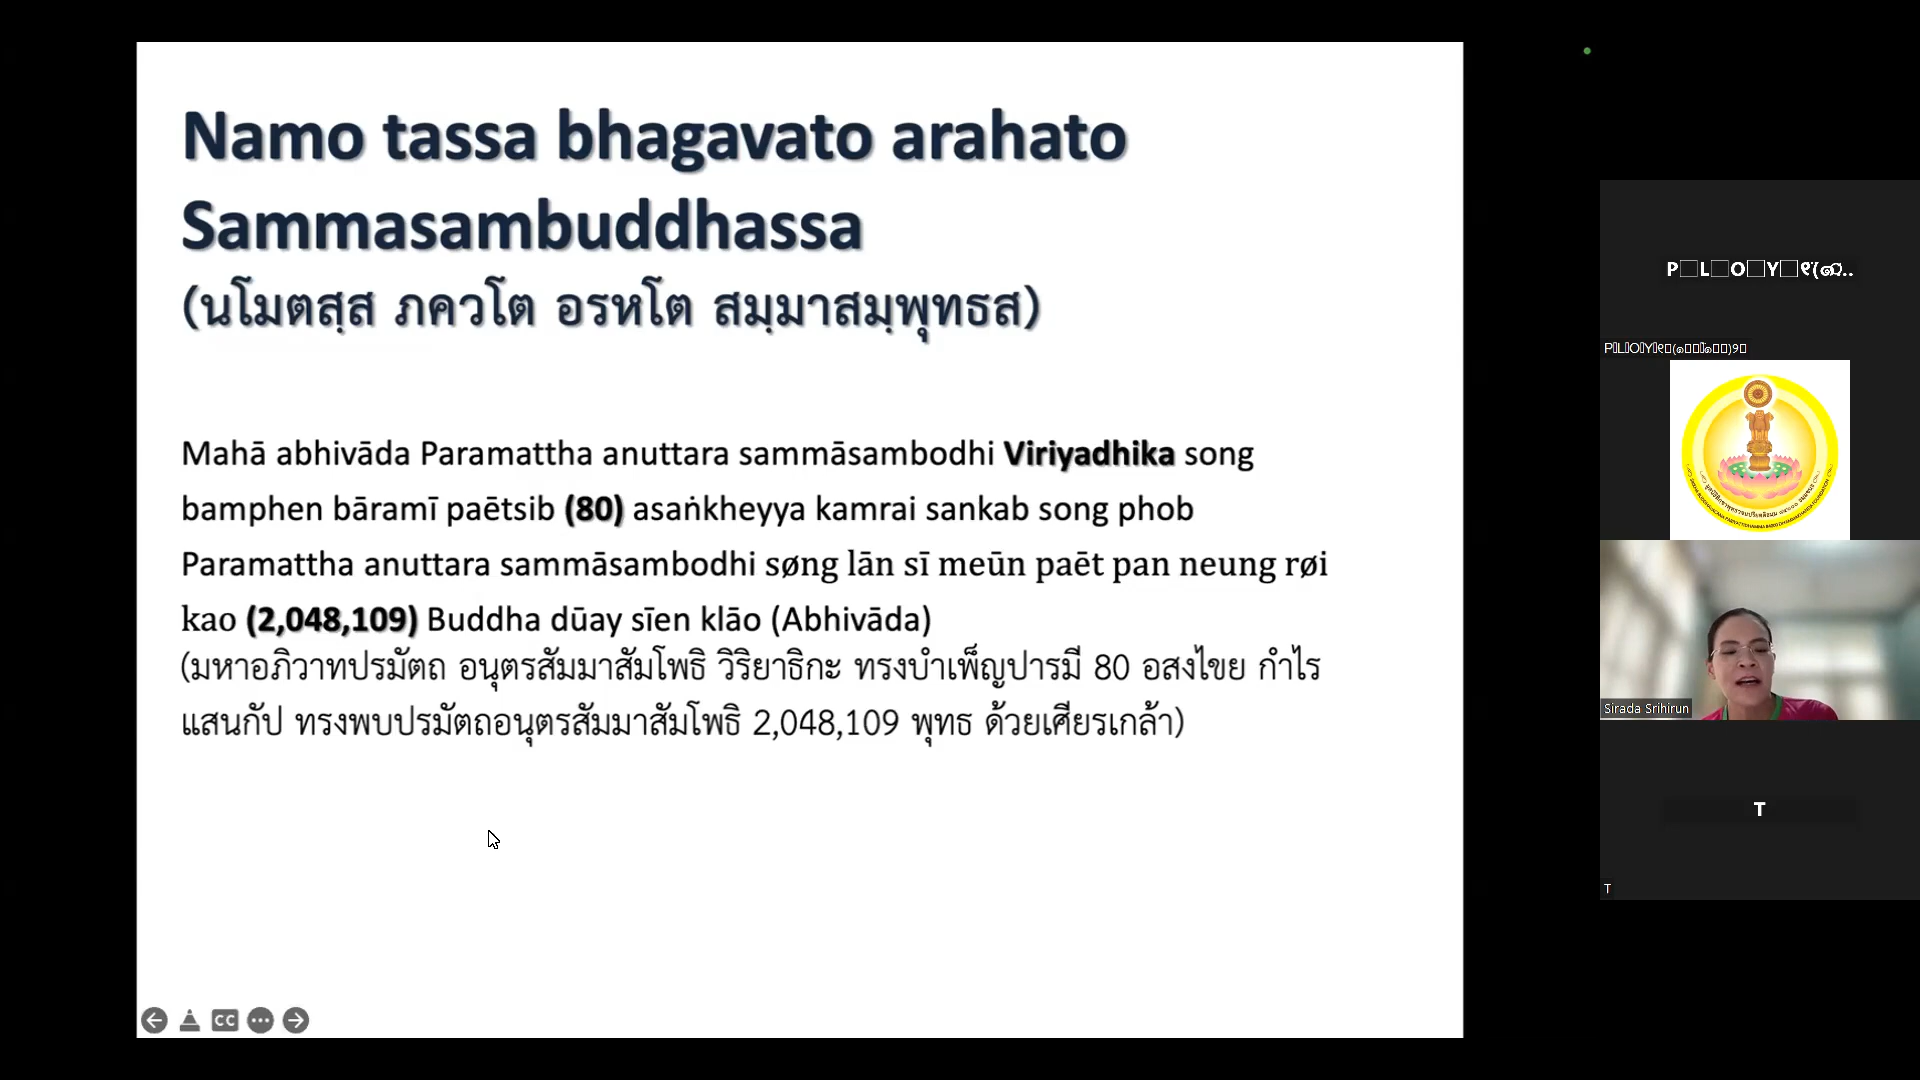 Namo tassa bhagavato arahato
Sammasambuddhassa
(นโมตสฺส ภควโต อรหโต สมฺมาสมฺพุทธส)
Mahā abhivāda Paramattha anuttara sammāsambodhi Viriyadhika song
bamphen bāramī paētsib (80) asaṅkheyya kamrai sankab song phob
Paramattha anuttara sammāsambodhi søng lān sī meūn paēt pan neung røi
kao (2,048,109) Buddha dūay sīen klāo (Abhivāda)
(มหาอภิวาทปรมัตถ อนุตรสัมมาสัมโพธิ วิริยาธิกะ ทรงบำเพ็ญปารมี 80 อสงไขย กำไร
แสนกัป ทรงพบปรมัตถอนุตรสัมมาสัมโพธิ 2,048,109 พุทธ ด้วยเศียรเกล้า)
CC
Sirada Srihirun
T
T